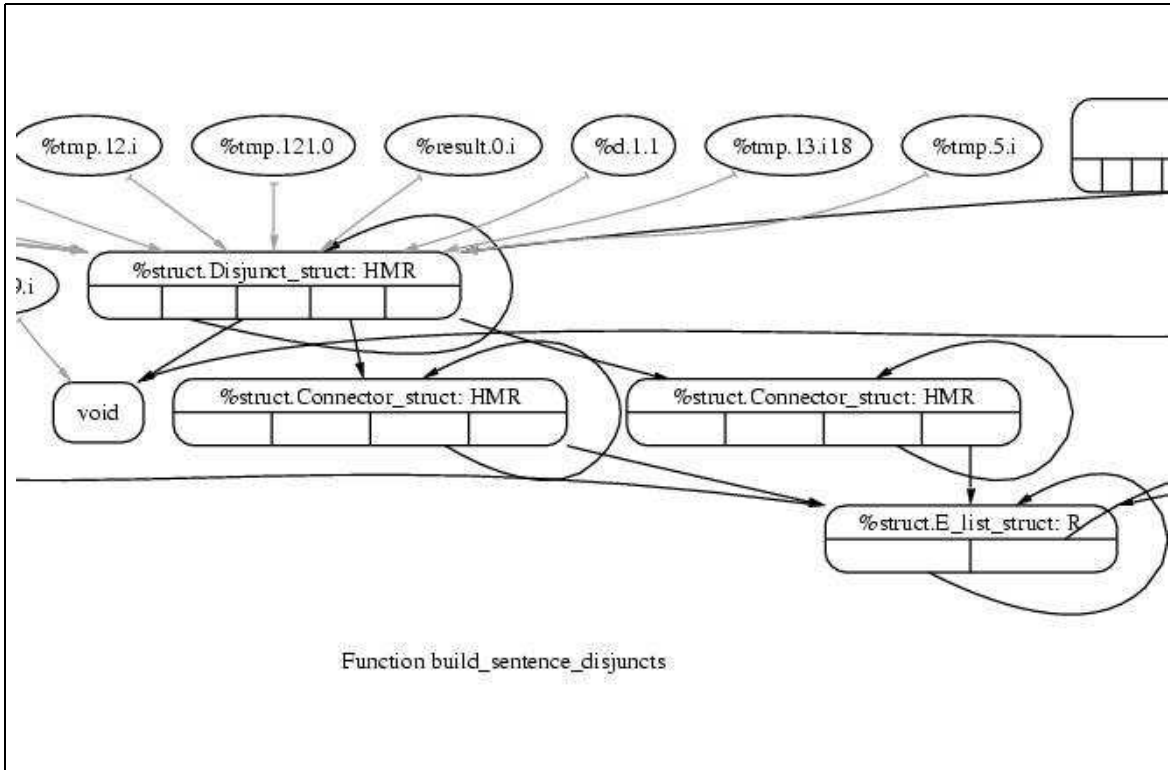 %tmp.12.i
%tmp.121.0
%result.0.i
%d.1.1
%tmp.13.i18
%tmp.5.i
%struct.Disjunct_struct: HMR
9.i
void
%struct.Connector_struct: HMR
%struct.Connector_struct: HMR
%struct.E_list_struct: R
Function build_sentence_disjuncts